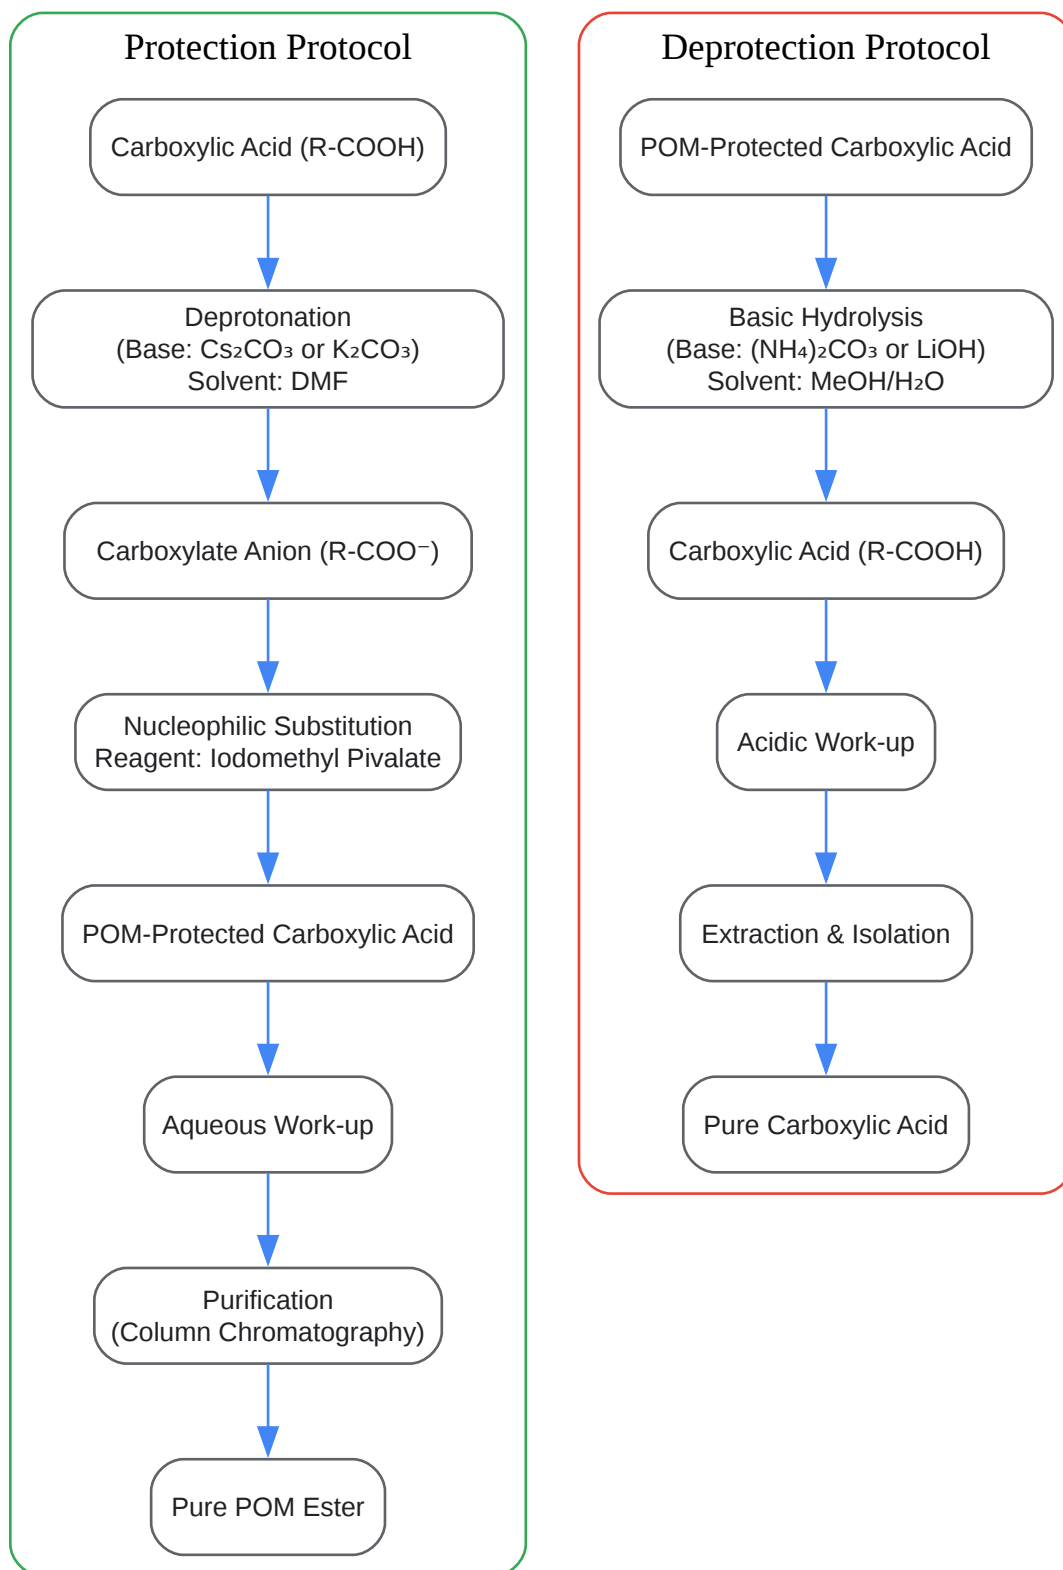 Protection Protocol
Carboxylic Acid (R-COOH)
Deprotonation
(Base: Cs₂CO₃ or K₂CO₃)
Solvent: DMF
Carboxylate Anion (R-COO⁻)
Nucleophilic Substitution
Reagent: Iodomethyl Pivalate
POM-Protected Carboxylic Acid
Aqueous Work-up
Purification
(Column Chromatography)
Pure POM Ester
Deprotection Protocol
POM-Protected Carboxylic Acid
Basic Hydrolysis
(Base: (NH₄)₂CO₃ or LiOH)
Solvent: MeOH/H₂O
Carboxylic Acid (R-COOH)
Acidic Work-up
Extraction & Isolation
Pure Carboxylic Acid